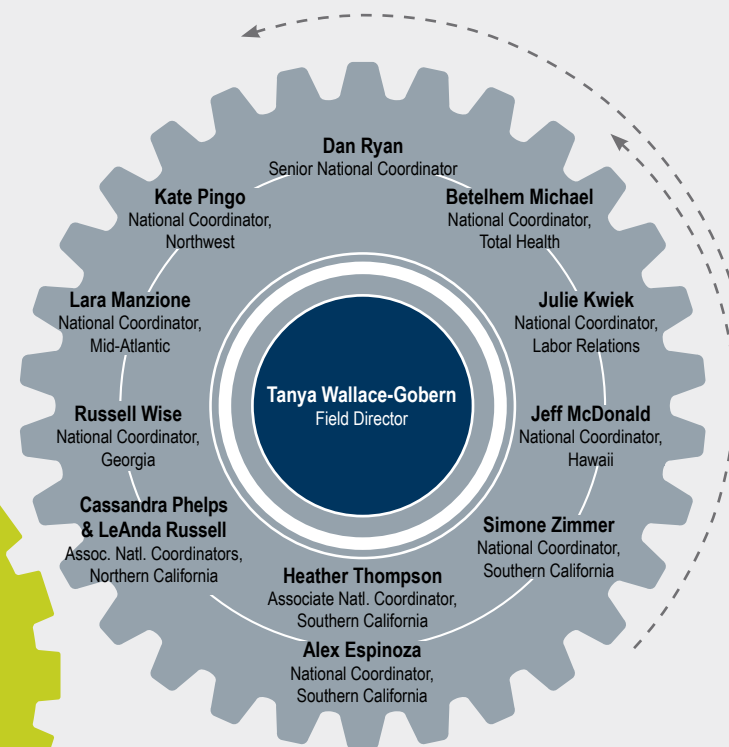 Dan Ryan
Senior National Coordinator
Kate Pingo
National Coordinator,
Northwest
Betelhem Michael
National Coordinator,
Total Health
Lara Manzione
National Coordinator,
Mid-Atlantic
Julie Kwiek
National Coordinator,
Labor Relations
Tanya Wallace-Gobern
Field Director
Russell Wise
National Coordinator,
Georgia
Jeff McDonald
National Coordinator,
Hawaii
Cassandra Phelps
& LeAnda Russell
Assoc. Natl. Coordinators,
Northern California
Simone Zimmer
National Coordinator,
Southern California
Heather Thompson
Associate Natl. Coordinator,
Southern California
Alex Espinoza
National Coordinator,
Southern California